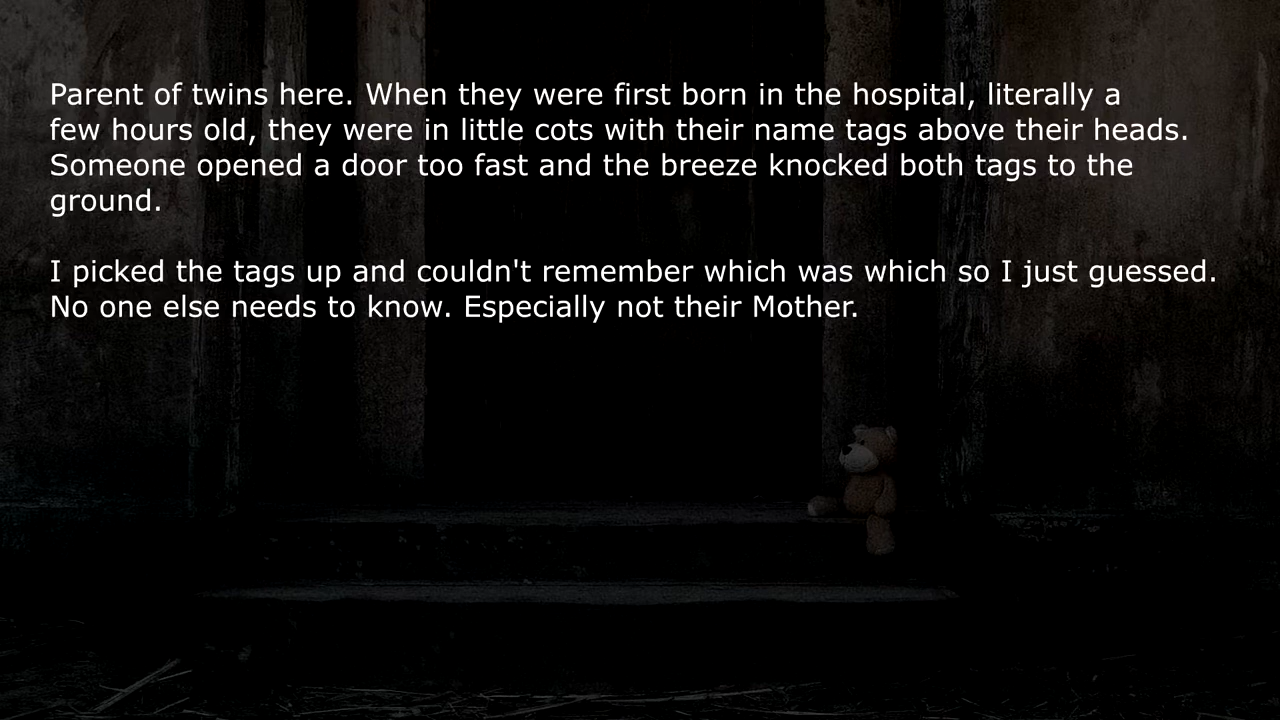 Parent of twins here. When they were first born in the hospital, literally a
few hours old, they were in little cots with their name tags above their heads.
Someone opened a door too fast and the breeze knocked both tags to the
ground.
I picked the tags up and couldn't remember which was which so I just guessed.
No one else needs to know. Especially not their Mother.